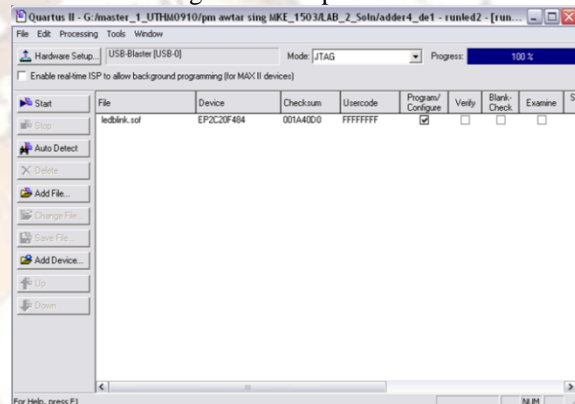 Quartus II - G:/master_1_UTHM0910/pm awtar sing MKE_1503/LAB_2_Soln/adder4_de1 - runled2 - [run...
File Edit Processing Tools Window
Hardware Setup... USB-Blaster [USB-0] Mode: JTAG Progress: 100 %
Enable real-time ISP to allow background programming (for MAX II devices)
Start
Stop
Auto Detect
Delete
Add File...
Change File...
Save File...
Add Device...
Up
Down
File Device Checksum Usercode Program/ Configure Verify Blank- Check Examine S
ledblink.sof EP2C20F484 001A40D0 FFFFFFFF
For Help, press F1 NUM